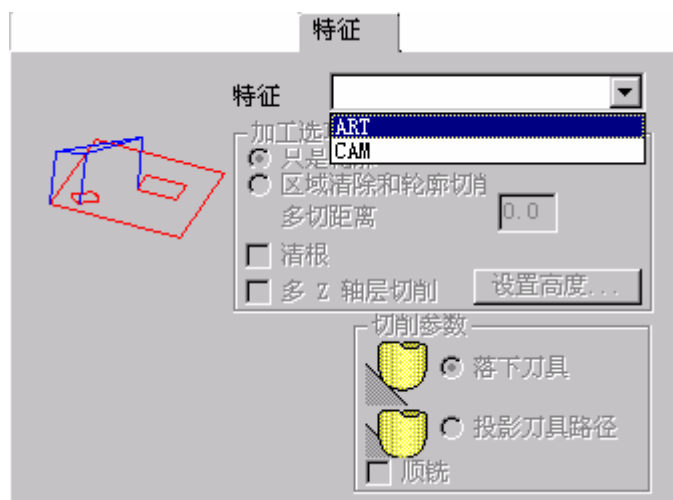 特征
特征
ART
加工选
CAM
只是
区域清除和轮廓切削
多切距离 0.0
清根
多 Z 轴层切削 设置高度...
切削参数
落下刀具
投影刀具路径
顺铣